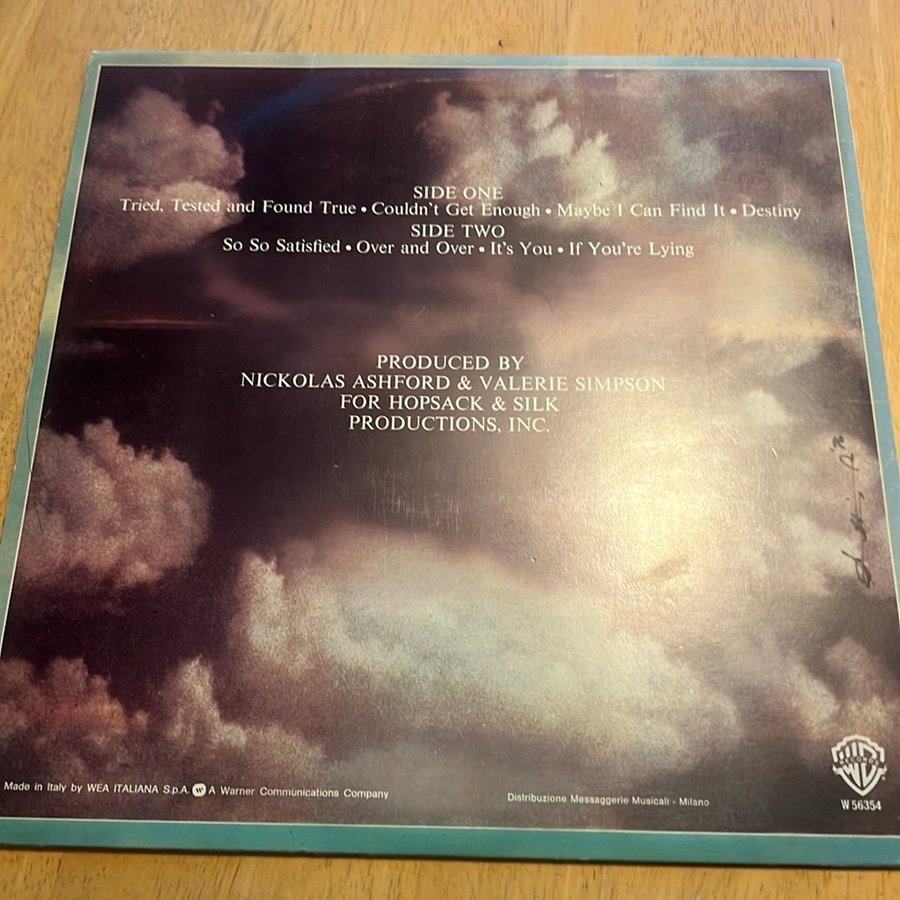 SIDE ONE
Tried, Tested and Found True • Couldn't Get Enough • Maybe I Can Find It • Destiny
SIDE TWO
So So Satisfied • Over and Over • It's You • If You're Lying
PRODUCED BY
NICKOLAS ASHFORD & VALERIE SIMPSON
FOR HOPSACK & SILK
PRODUCTIONS, INC.
Made in Italy by WEA ITALIANA S.p.A. A Warner Communications Company
Distribuzione Messaggerie Musicali - Milano
WB
RECORDS
W 56354